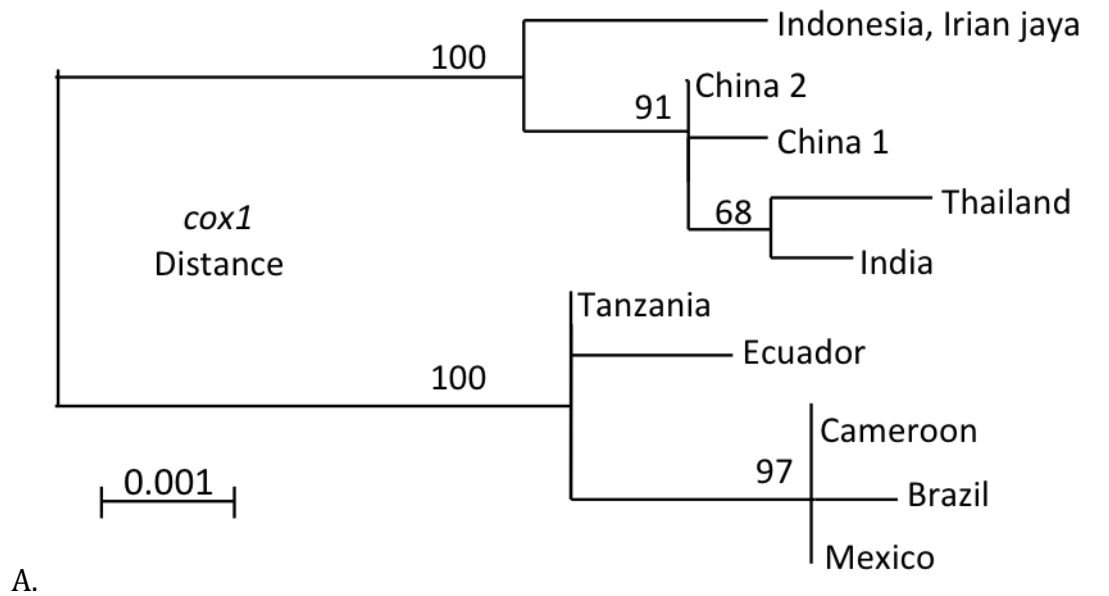 Indonesia, Irian jaya
100
China 2
91
China 1
Thailand
68
cox1
India
Distance
Tanzania
Ecuador
100
Cameroon
97
0.001
Brazil
Mexico
A.